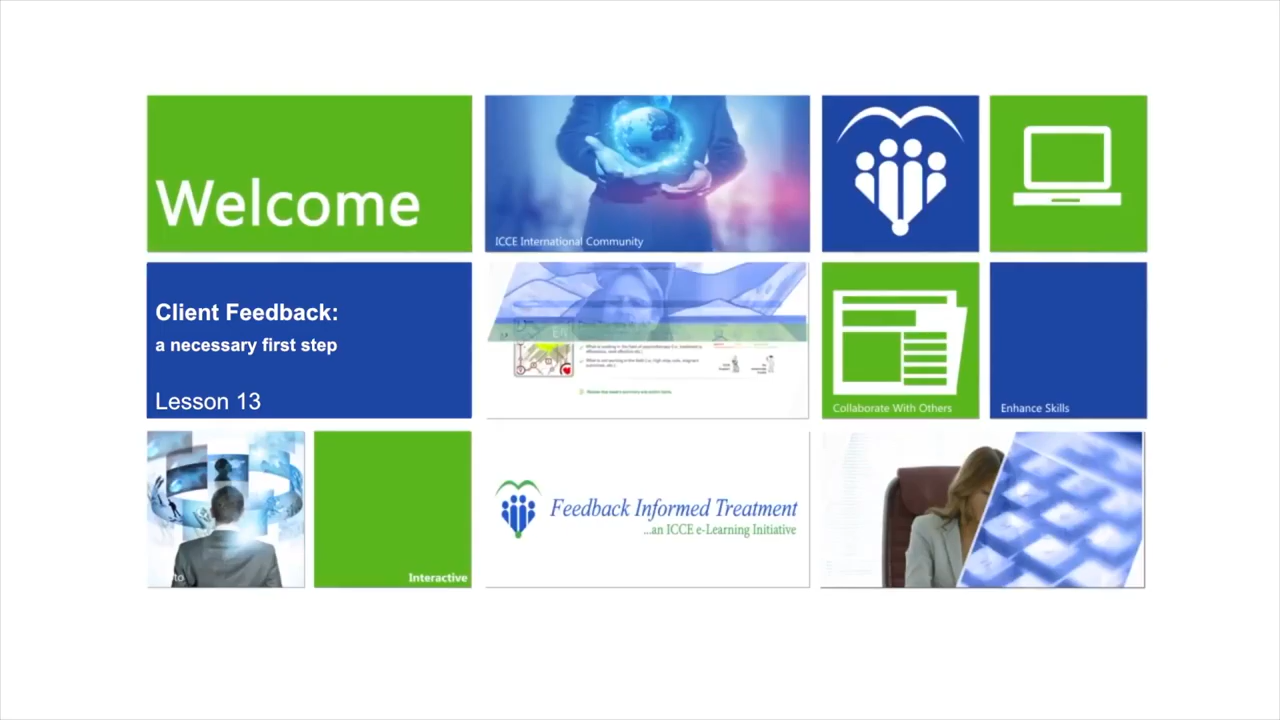 Welcome
ICCE International Community
Client Feedback:
a necessary first step
Lesson 13
Collaborate With Others
Enhance Skills
to
Interactive
Feedback Informed Treatment
...an ICCE e-Learning Initiative